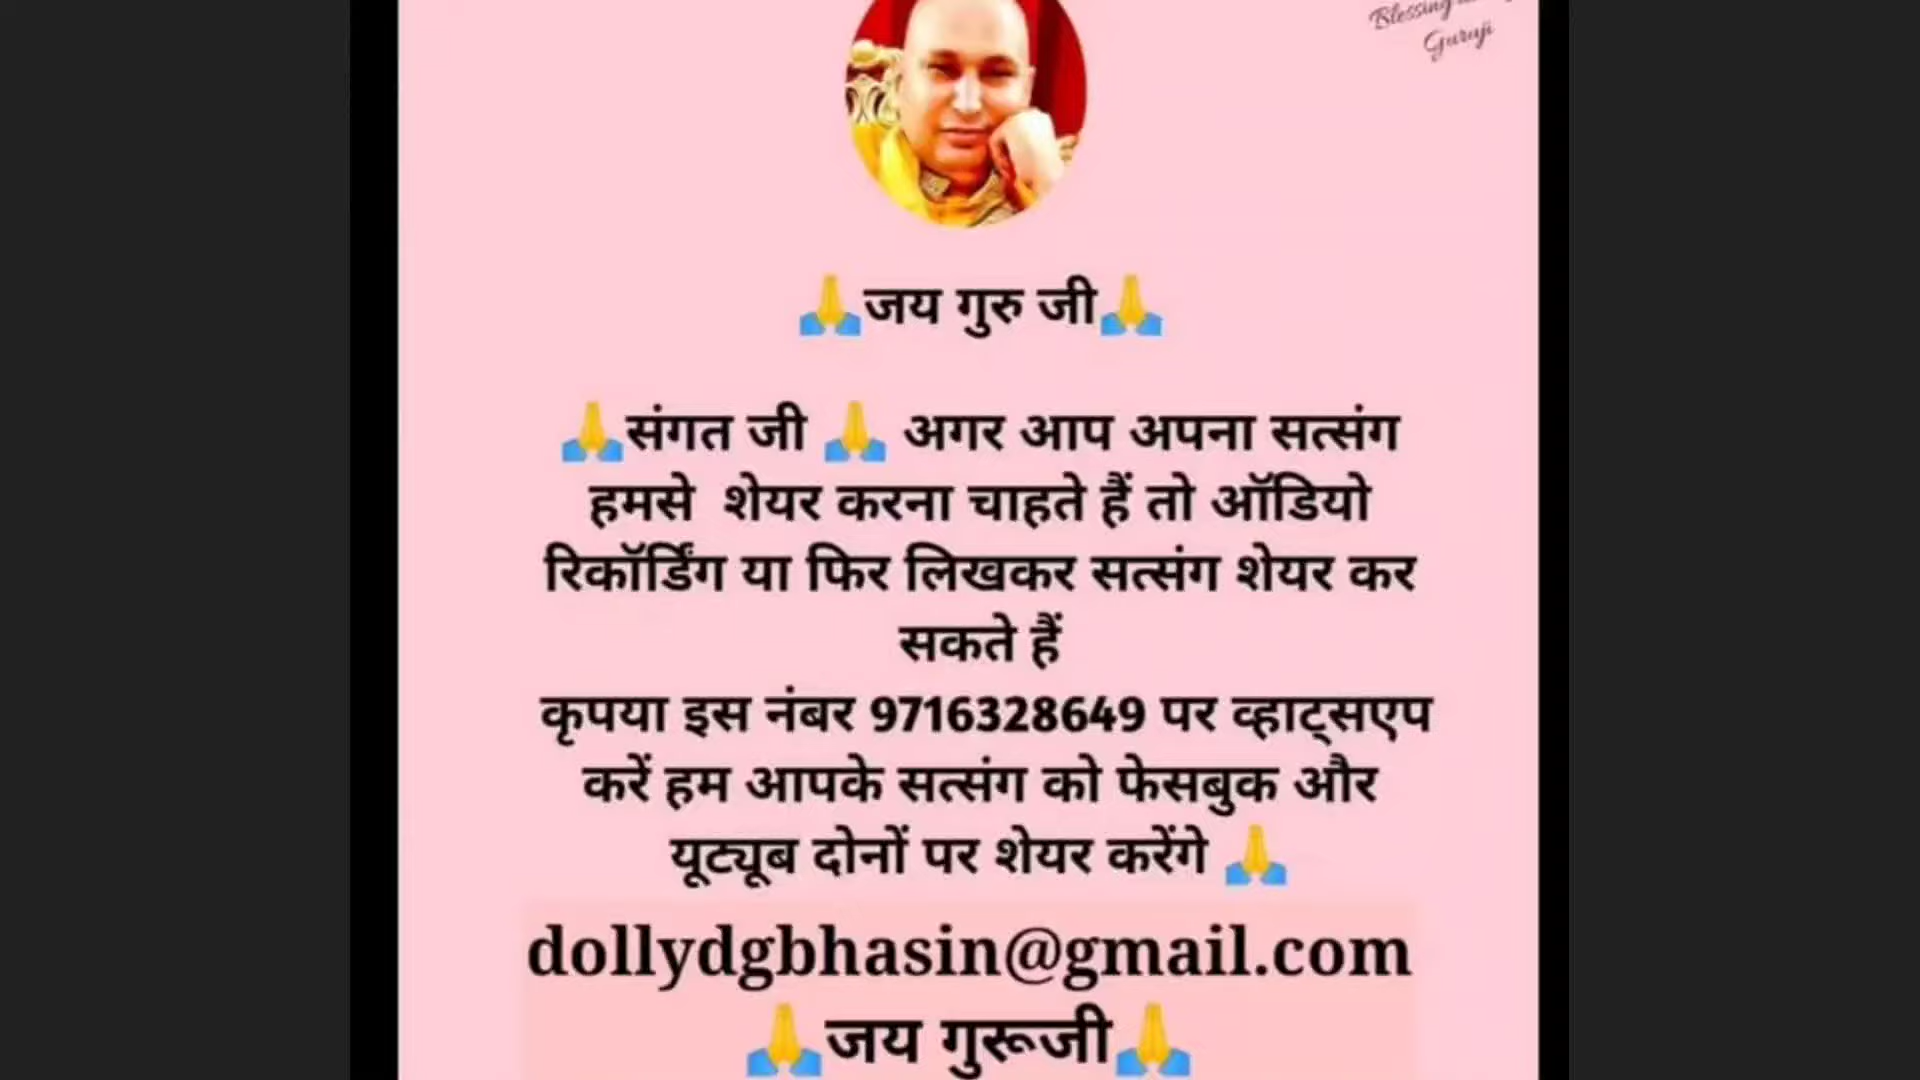 Blessing
Guruji
🙏जय गुरु जी🙏
🙏संगत जी 🙏 अगर आप अपना सत्संग
हमसे शेयर करना चाहते हैं तो ऑडियो
रिकॉर्डिंग या फिर लिखकर सत्संग शेयर कर
सकते हैं
कृपया इस नंबर 9716328649 पर व्हाट्सएप
करें हम आपके सत्संग को फेसबुक और
यूट्यूब दोनों पर शेयर करेंगे 🙏
dollydgbhasin@gmail.com
🙏जय गुरूजी🙏